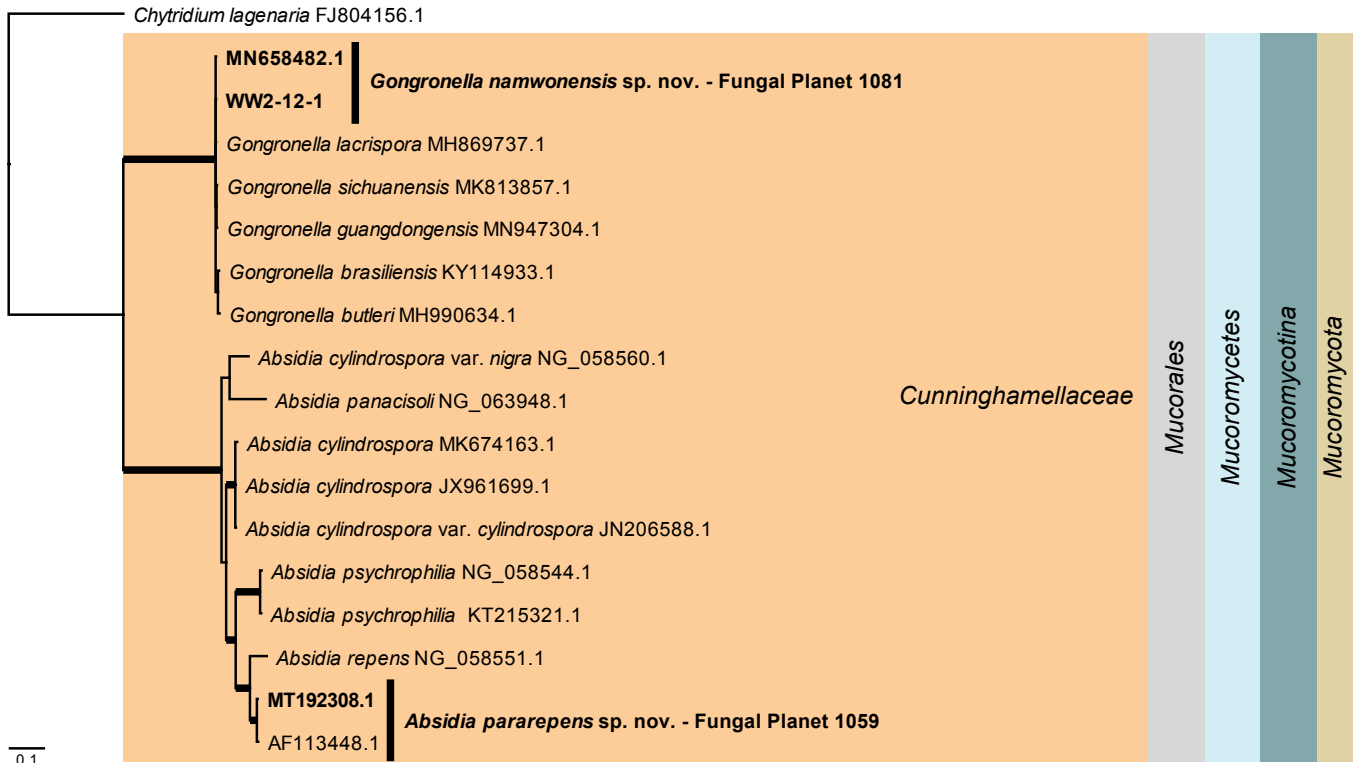 Chytridium lagenaria FJ804156.1
MN658482.1
WW2-12-1
Gongronella namwonensis sp. nov. - Fungal Planet 1081
Gongronella lacrispora MH869737.1
Gongronella sichuanensis MK813857.1
Gongronella guangdongensis MN947304.1
Gongronella brasiliensis KY114933.1
Gongronella butleri MH990634.1
Absidia cylindrospora var. nigra NG_058560.1
Absidia panacisoli NG_063948.1
Absidia cylindrospora MK674163.1
Absidia cylindrospora JX961699.1
Absidia cylindrospora var. cylindrospora JN206588.1
Absidia psychrophilia NG_058544.1
Absidia psychrophilia KT215321.1
Absidia repens NG_058551.1
MT192308.1
AF113448.1
Absidia pararepens sp. nov. - Fungal Planet 1059
Cunninghamellaceae
Mucorales
Mucoromycetes
Mucoromycotina
Mucoromycota
0.1